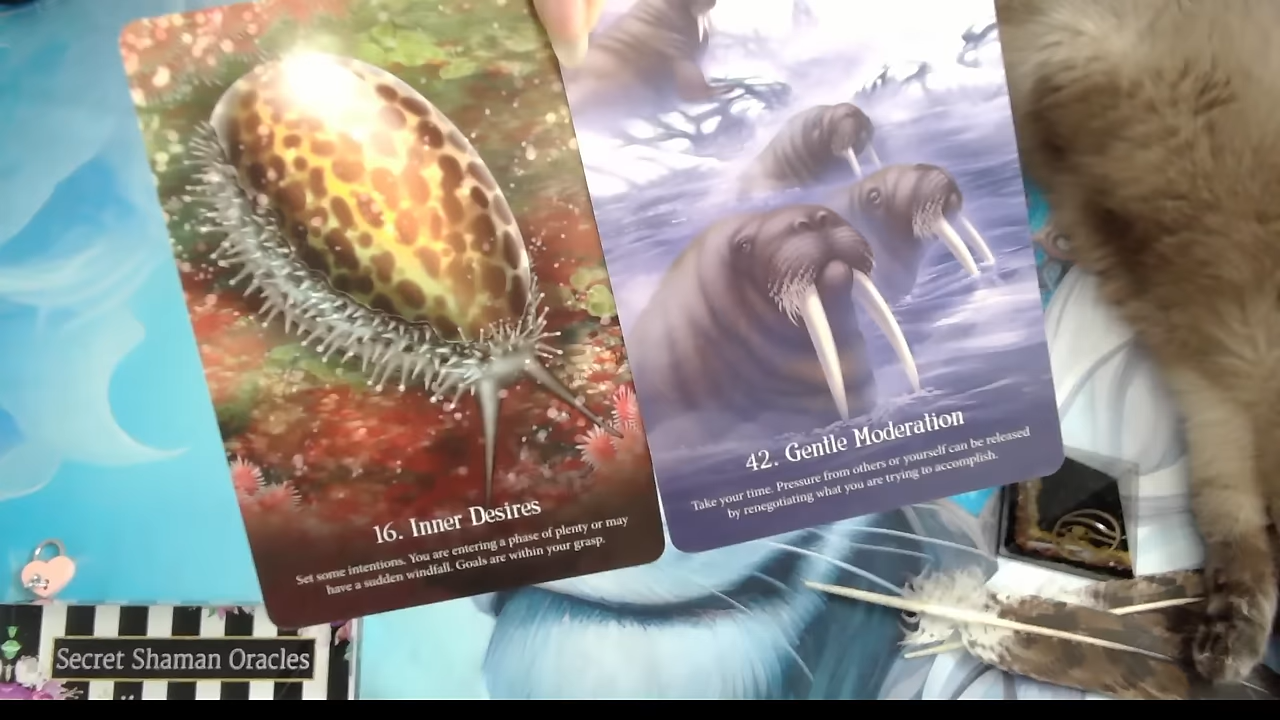 16. Inner Desires
Set some intentions. You are entering a phase of plenty or may
have a sudden windfall. Goals are within your grasp.
42. Gentle Moderation
Take your time. Pressure from others or yourself can be released
by renegotiating what you are trying to accomplish.
Secret Shaman Oracles